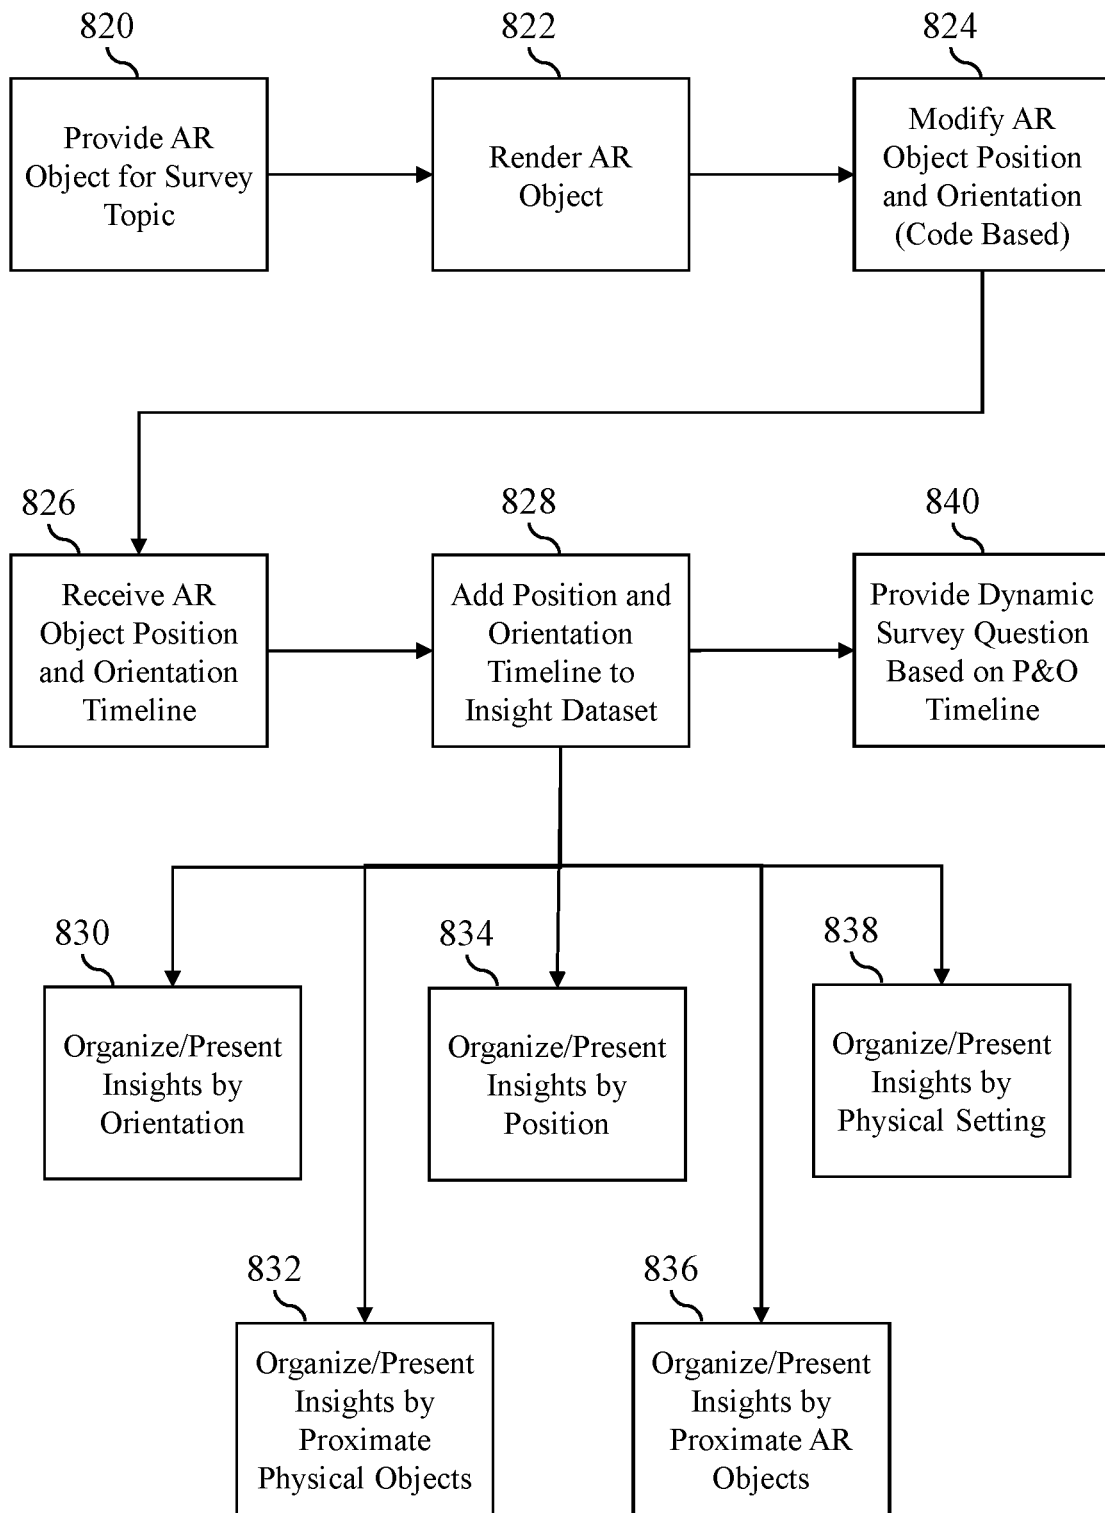 820
822
824
Provide AR
Object for Survey
Topic
Render AR
Object
Modify AR
Object Position
and Orientation
(Code Based)
826
828
840
Receive AR
Object Position
and Orientation
Timeline
Add Position and
Orientation
Timeline to
Insight Dataset
Provide Dynamic
Survey Question
Based on P&O
Timeline
830
834
838
Organize/Present
Insights by
Orientation
Organize/Present
Insights by
Position
Organize/Present
Insights by
Physical Setting
832
836
Organize/Present
Insights by
Proximate
Physical Objects
Organize/Present
Insights by
Proximate AR
Objects